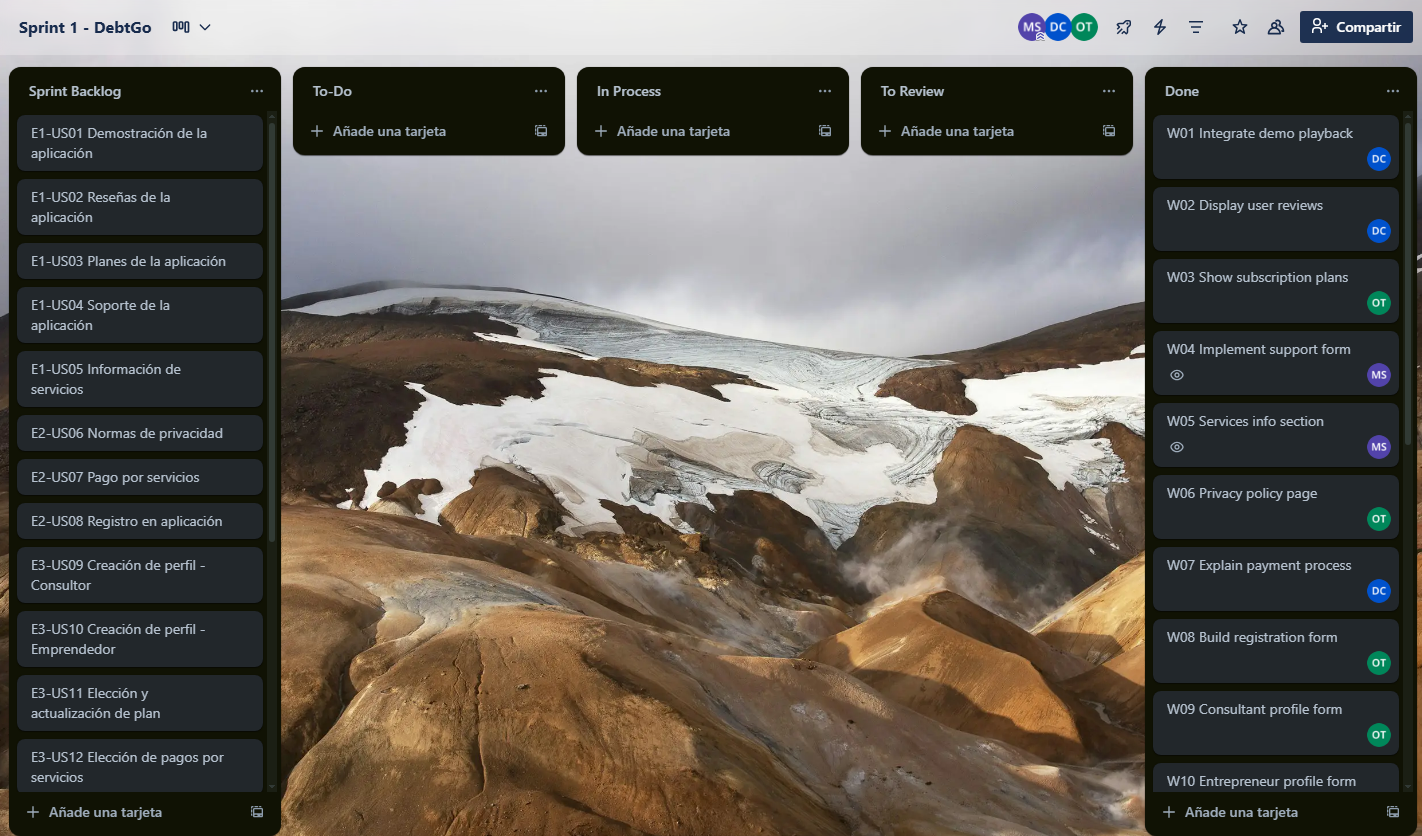 Sprint 1 - DebtGo
MS
DC
OT
Compartir
Sprint Backlog
E1-US01 Demostración de la
aplicación
E1-US02 Reseñas de la
aplicación
E1-US03 Planes de la aplicación
E1-US04 Soporte de la
aplicación
E1-US05 Información de
servicios
E2-US06 Normas de privacidad
E2-US07 Pago por servicios
E2-US08 Registro en aplicación
E3-US09 Creación de perfil -
Consultor
E3-US10 Creación de perfil -
Emprendedor
E3-US11 Elección y
actualización de plan
E3-US12 Elección de pagos por
servicios
Añade una tarjeta
To-Do
Añade una tarjeta
In Process
Añade una tarjeta
To Review
Añade una tarjeta
Done
W01 Integrate demo playback
DC
W02 Display user reviews
DC
W03 Show subscription plans
OT
W04 Implement support form
MS
W05 Services info section
MS
W06 Privacy policy page
OT
W07 Explain payment process
DC
W08 Build registration form
OT
W09 Consultant profile form
OT
W10 Entrepreneur profile form
Añade una tarjeta